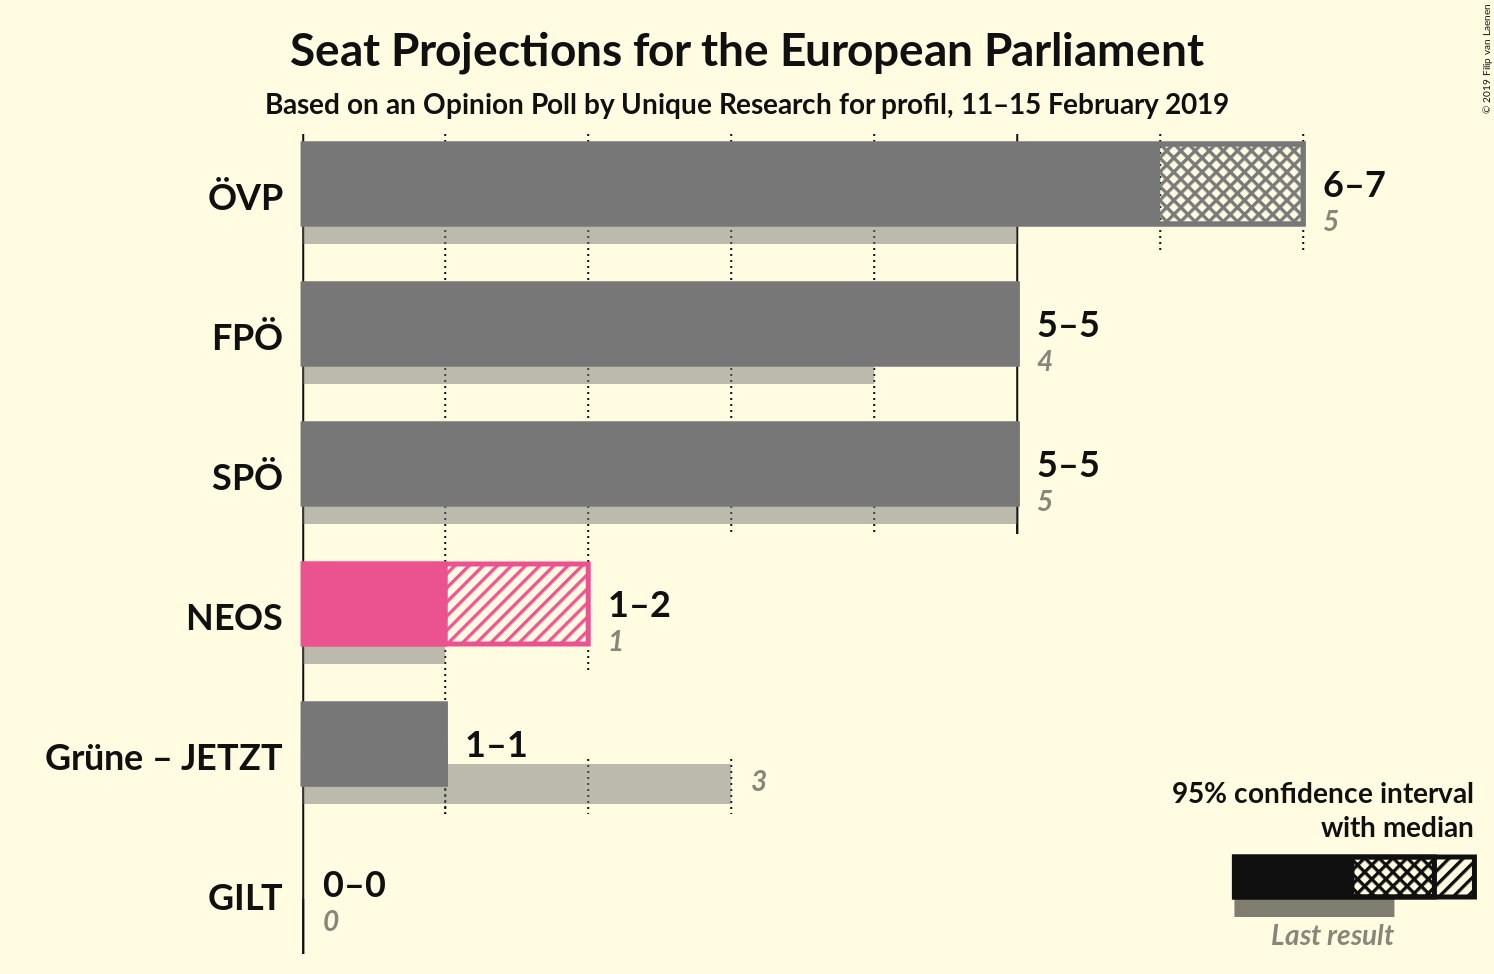 Seat Projections for the European Parliament
Based on an Opinion Poll by Unique Research for profil, 11–15 February 2019
© 2019 Filip van Laenen
ÖVP
6–7
5
FPÖ
5–5
4
SPÖ
5–5
5
NEOS
1–2
1
Grüne – JETZT
1–1
3
GILT
0–0
0
95% confidence interval
with median
Last result